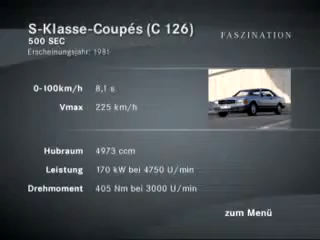 S-Klasse-Coupés (C 126)
500 SEC
Erscheinungsjahr: 1981
FASZINATION
0-100km/h 8,1 s
Vmax 225 km/h
Hubraum 4973 ccm
Leistung 170 kW bei 4750 U/min
Drehmoment 405 Nm bei 3000 U/min
zum Menü